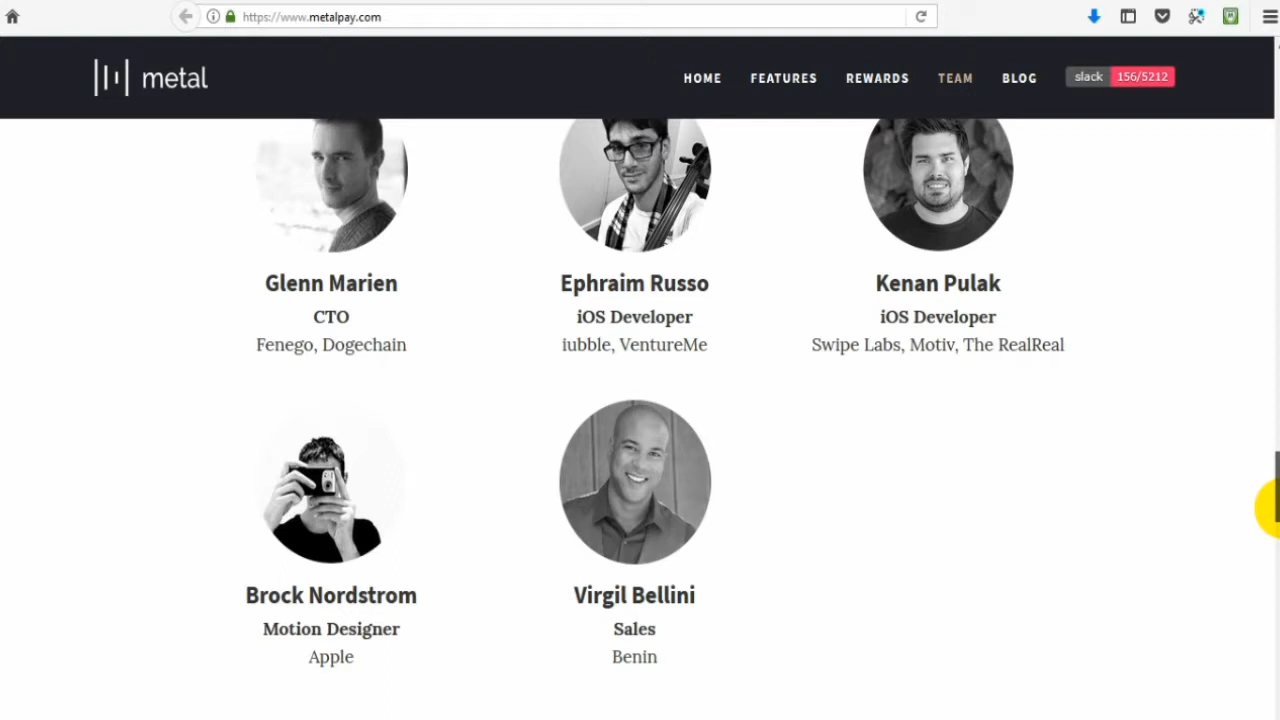 https://www.metalpay.com
metal
HOME FEATURES REWARDS TEAM BLOG slack 156/5212
Glenn Marien
CTO
Fenego, Dogechain
Ephraim Russo
iOS Developer
iubble, VentureMe
Kenan Pulak
iOS Developer
Swipe Labs, Motiv, The RealReal
Brock Nordstrom
Motion Designer
Apple
Virgil Bellini
Sales
Benin